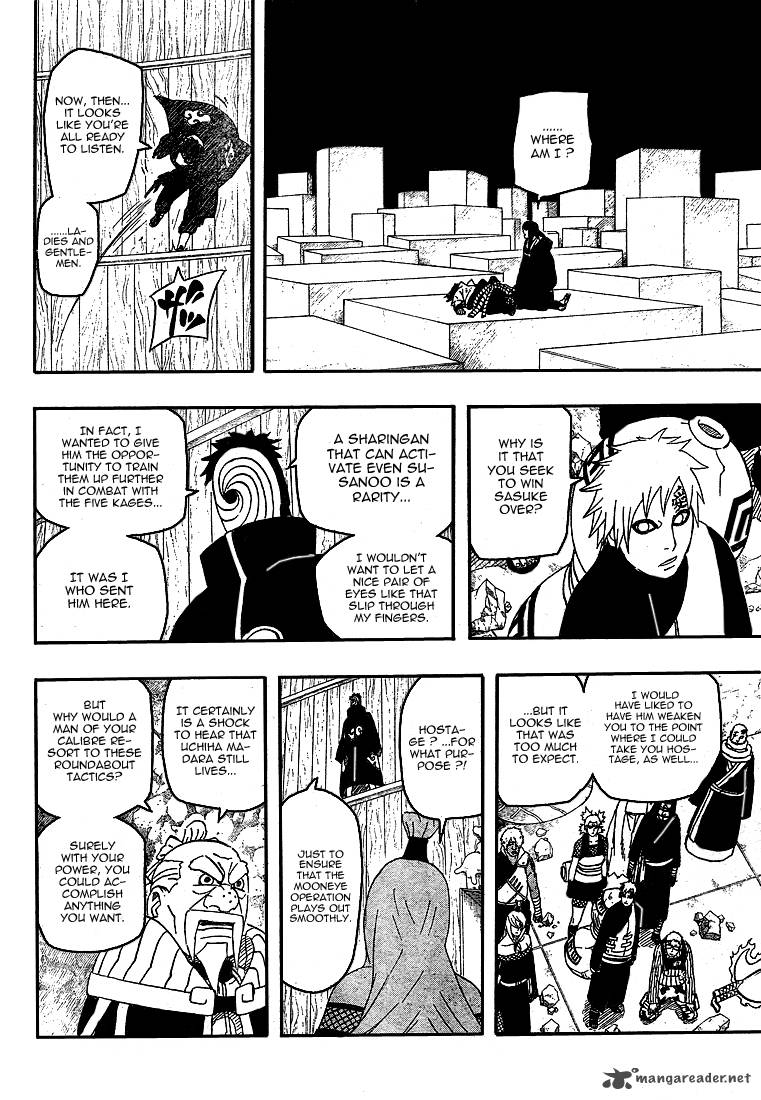 ......
WHERE
AM I ?
NOW, THEN...
IT LOOKS
LIKE YOU'RE
ALL READY
TO LISTEN.
......LA-
DIES AND
GENTLE-
MEN.
WHY IS
IT THAT
YOU SEEK
TO WIN
SASUKE
OVER?
A SHARINGAN
THAT CAN ACTI-
VATE EVEN SU-
SANOO IS A
RARITY...
I WOULDN'T
WANT TO LET A
NICE PAIR OF
EYES LIKE THAT
SLIP THROUGH
MY FINGERS.
IN FACT, I
WANTED TO GIVE
HIM THE OPPOR-
TUNITY TO TRAIN
THEM UP FURTHER
IN COMBAT WITH
THE FIVE KAGES...
IT WAS I
WHO SENT
HIM HERE.
I WOULD
HAVE LIKED TO
HAVE HIM WEAKEN
YOU TO THE POINT
WHERE I COULD
TAKE YOU HOS-
TAGE, AS WELL...
...BUT IT
LOOKS LIKE
THAT WAS
TOO MUCH
TO EXPECT.
HOSTA-
GE ? ...FOR
WHAT PUR-
POSE ?!
JUST TO
ENSURE
THAT THE
MOONEYE
OPERATION
PLAYS OUT
SMOOTHLY.
IT CERTAINLY
IS A SHOCK
TO HEAR THAT
UCHIHA MA-
DARA STILL
LIVES...
BUT
WHY WOULD A
MAN OF YOUR
CALIBRE RE-
SORT TO THESE
ROUNDABOUT
TACTICS?
SURELY
WITH YOUR
POWER, YOU
COULD AC-
COMPLISH
ANYTHING
YOU WANT.
mangareader.net